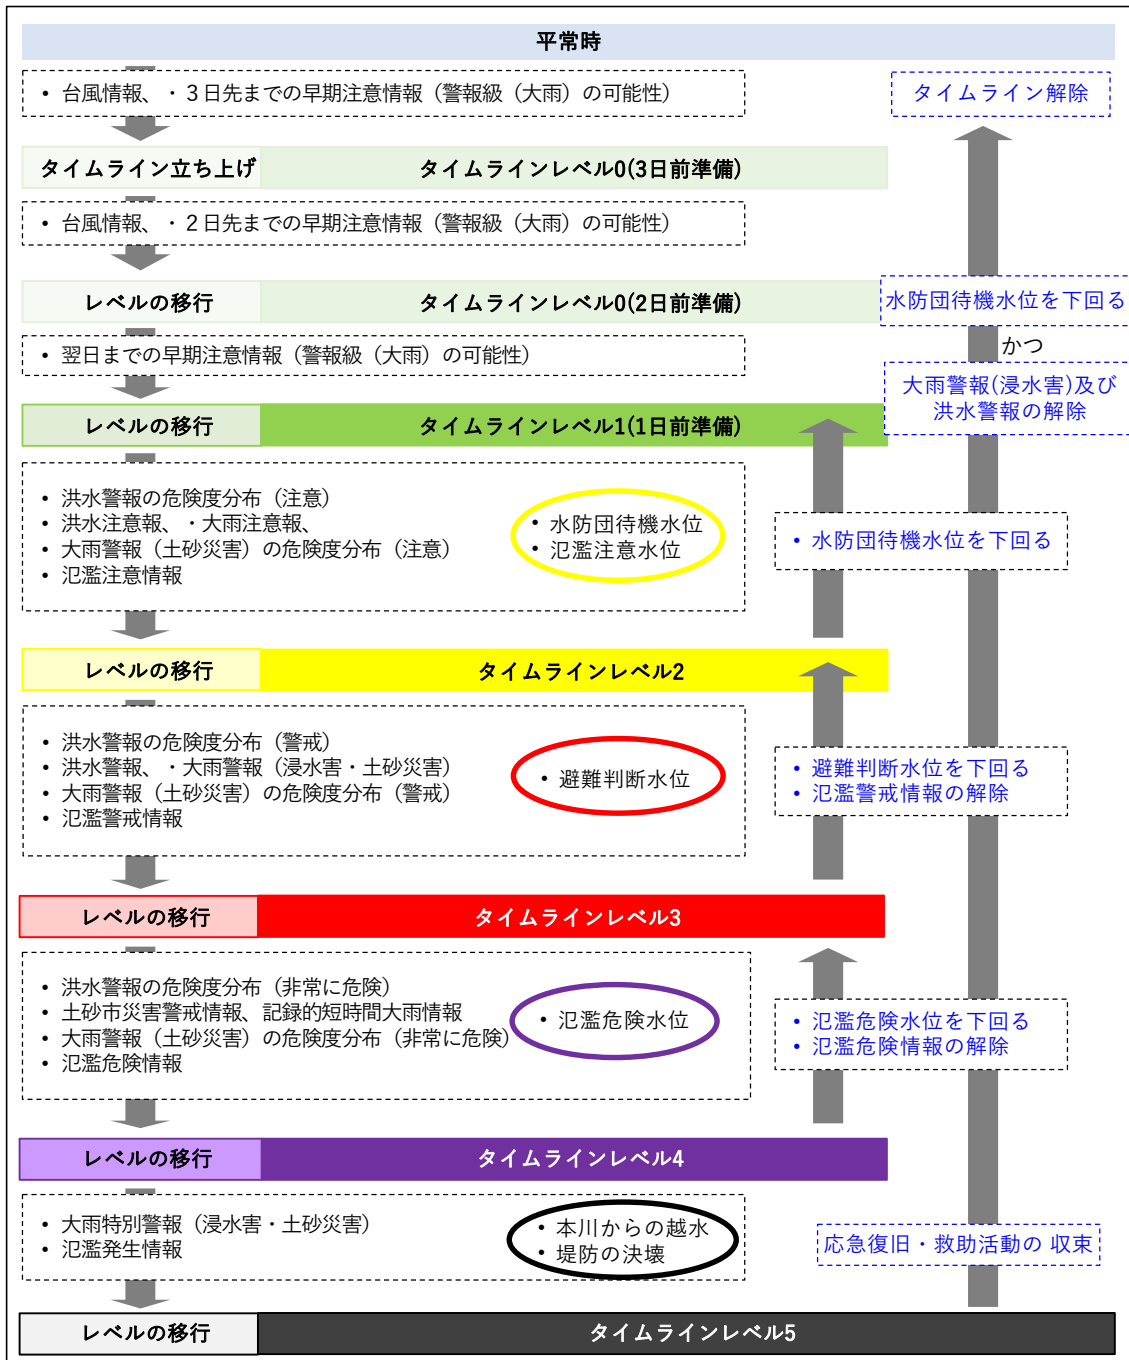 平常時
• 台風情報、・３日先までの早期注意情報（警報級（大雨）の可能性）
タイムライン解除
タイムライン立ち上げ　タイムラインレベル0(3日前準備)
• 台風情報、・２日先までの早期注意情報（警報級（大雨）の可能性）
レベルの移行　タイムラインレベル0(2日前準備)
水防団待機水位を下回る
かつ
• 翌日までの早期注意情報（警報級（大雨）の可能性）
大雨警報(浸水害)及び
洪水警報の解除
レベルの移行　タイムラインレベル1(1日前準備)
• 洪水警報の危険度分布（注意）
• 洪水注意報、・大雨注意報、
• 大雨警報（土砂災害）の危険度分布（注意）
• 氾濫注意情報
• 水防団待機水位
• 氾濫注意水位
• 水防団待機水位を下回る
レベルの移行　タイムラインレベル2
• 洪水警報の危険度分布（警戒）
• 洪水警報、・大雨警報（浸水害・土砂災害）
• 大雨警報（土砂災害）の危険度分布（警戒）
• 氾濫警戒情報
• 避難判断水位
• 避難判断水位を下回る
• 氾濫警戒情報の解除
レベルの移行　タイムラインレベル3
• 洪水警報の危険度分布（非常に危険）
• 土砂市災害警戒情報、記録的短時間大雨情報
• 大雨警報（土砂災害）の危険度分布（非常に危険）
• 氾濫危険情報
• 氾濫危険水位
• 氾濫危険水位を下回る
• 氾濫危険情報の解除
レベルの移行　タイムラインレベル4
• 大雨特別警報（浸水害・土砂災害）
• 氾濫発生情報
• 本川からの越水
• 堤防の決壊
応急復旧・救助活動の 収束
レベルの移行　タイムラインレベル5